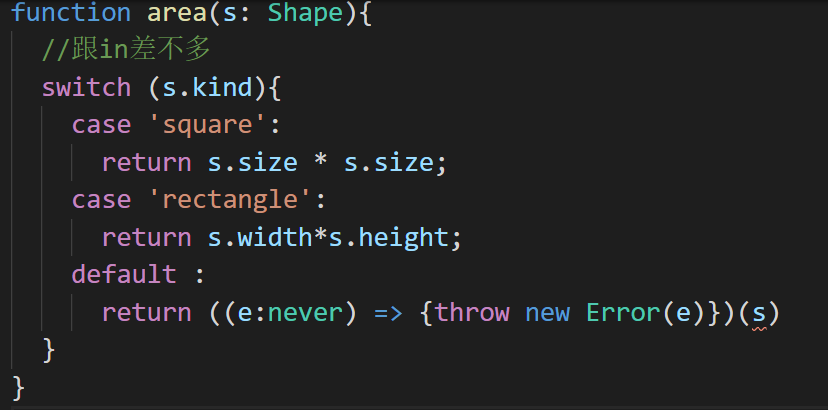 function area(s: Shape){
  //跟in差不多
  switch (s.kind){
    case 'square':
      return s.size * s.size;
    case 'rectangle':
      return s.width*s.height;
    default :
      return ((e:never) => {throw new Error(e)})(s)
  }
}